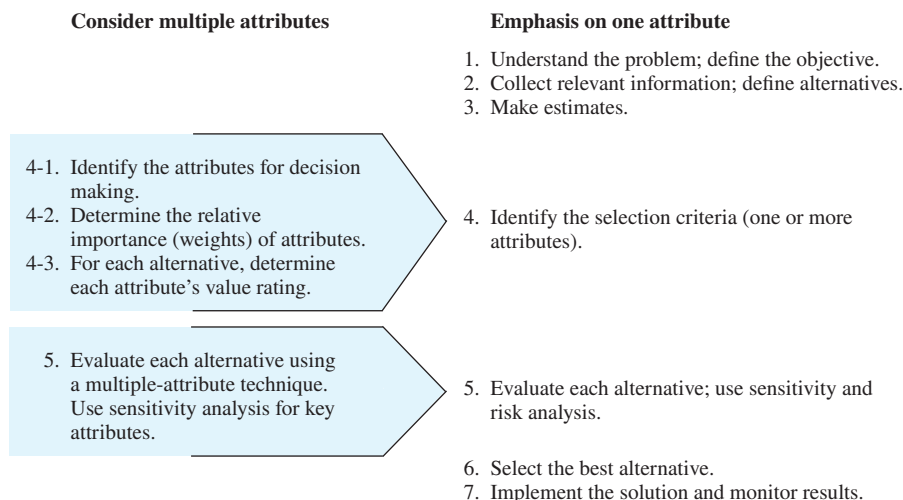 Consider multiple attributes
4-1. Identify the attributes for decision
making.
4-2. Determine the relative
importance (weights) of attributes.
4-3. For each alternative, determine
each attribute's value rating.
5. Evaluate each alternative using
a multiple-attribute technique.
Use sensitivity analysis for key
attributes.
Emphasis on one attribute
1. Understand the problem; define the objective.
2. Collect relevant information; define alternatives.
3. Make estimates.
4. Identify the selection criteria (one or more
attributes).
5. Evaluate each alternative; use sensitivity and
risk analysis.
6. Select the best alternative.
7. Implement the solution and monitor results.